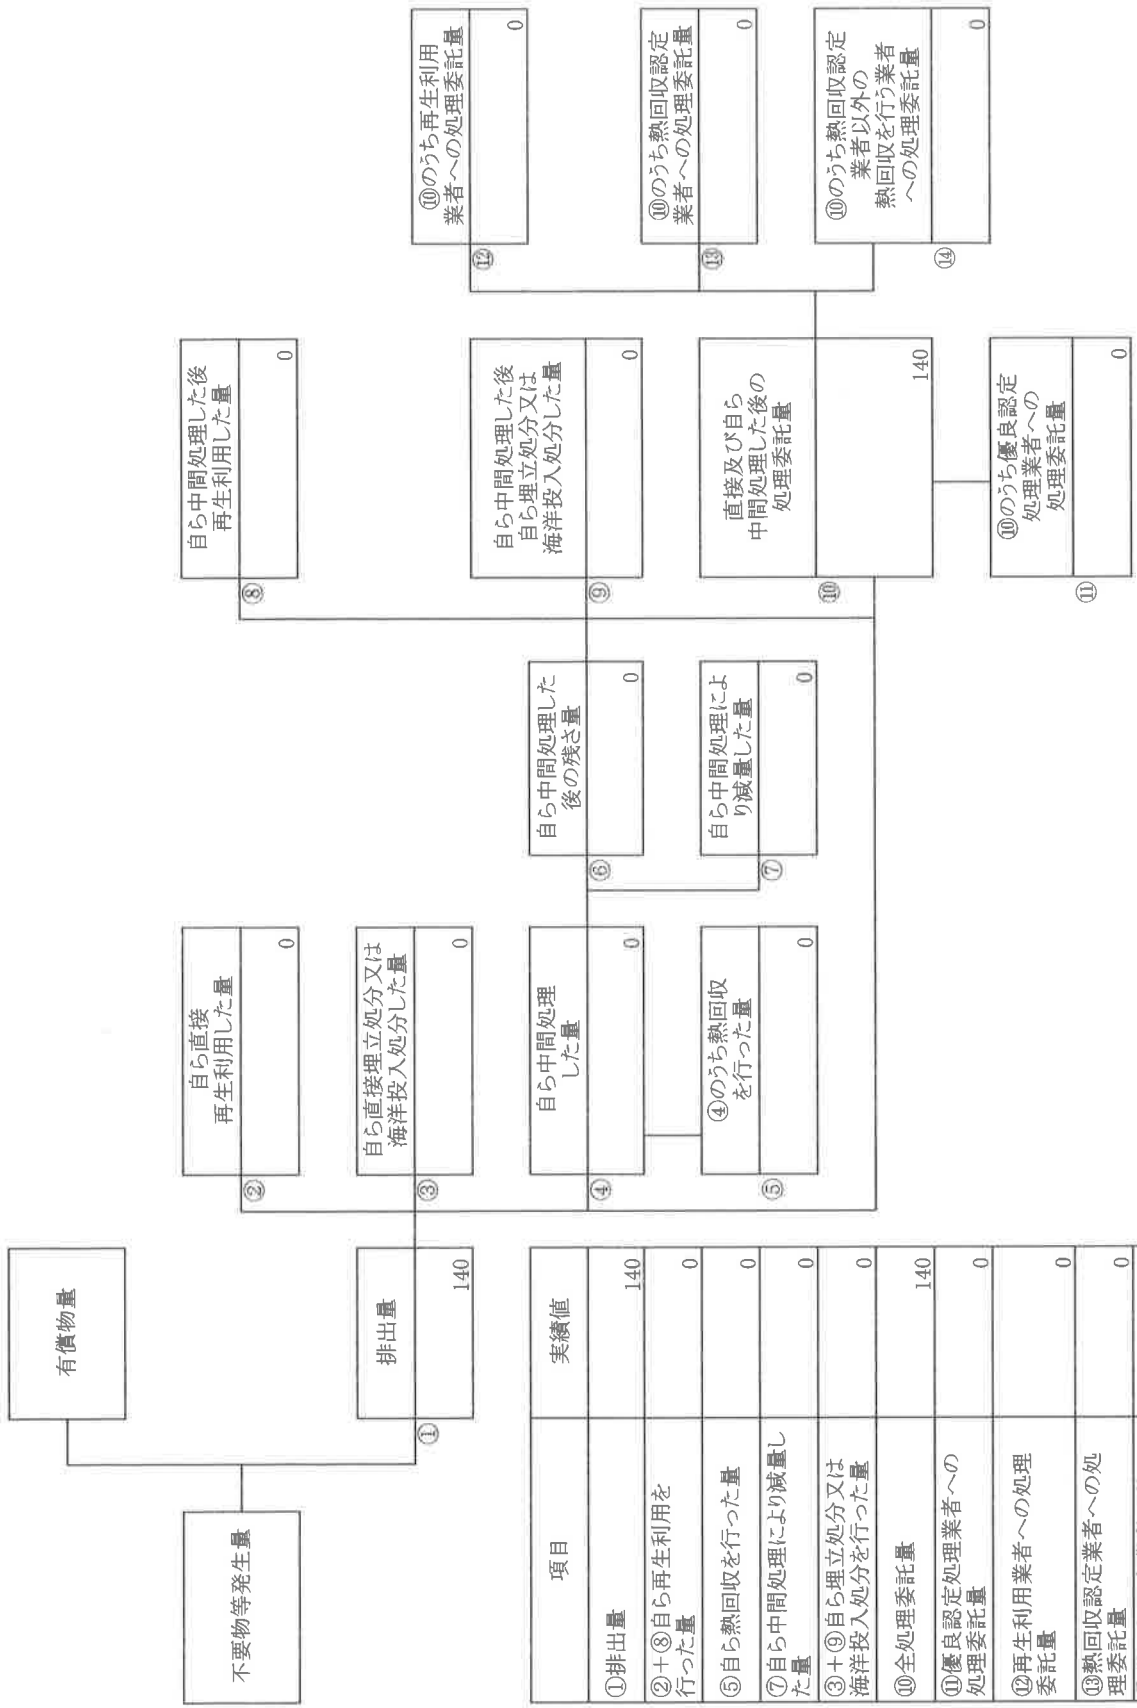 不要物等発生量
有償物量
排出量
①
140
自ら直接
再生利用した量
②
0
自ら直接埋立処分又は
海洋投入処分した量
③
0
自ら中間処理
した量
④
0
④のうち熱回収
を行った量
⑤
0
自ら中間処理した
後の残さ量
⑥
0
自ら中間処理によ
り減量した量
⑦
0
自ら中間処理した後
再生利用した量
⑧
0
自ら中間処理した後
自ら埋立処分又は
海洋投入処分した量
⑨
0
直接及び自ら
中間処理した後の
処理委託量
⑩
140
⑩のうち優良認定
処理業者への
処理委託量
⑪
0
⑩のうち再生利用
業者への処理委託量
⑫
0
⑩のうち熱回収認定
業者への処理委託量
⑬
0
⑩のうち熱回収認定
業者以外の
熱回収を行う業者
への処理委託量
⑭
0
項目 実績値
①排出量 140
②+⑧自ら再生利用を
行った量 0
⑤自ら熱回収を行った量 0
⑦自ら中間処理により減量し
た量 0
③+⑨自ら埋立処分又は
海洋投入処分を行った量 0
⑩全処理委託量 140
⑪優良認定処理業者への
処理委託量 0
⑫再生利用業者への処理
委託量 0
⑬熱回収認定業者への処
理委託量 0